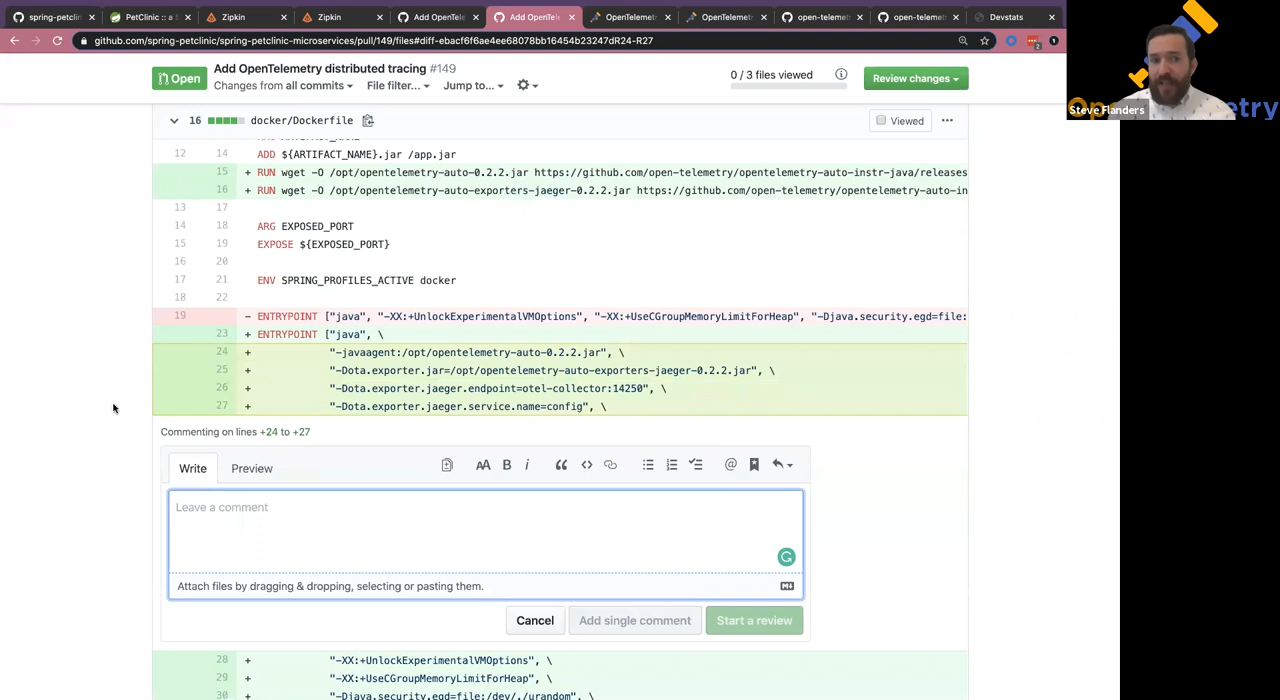 spring-petclinic
PetClinic :: a
Zipkin
Zipkin
Add OpenTele
Add OpenTele
OpenTelemetr
OpenTelemetr
open-telemet
open-telemet
Devstats
github.com/spring-petclinic/spring-petclinic-microservices/pull/149/files#diff-ebacf6f6ae4ee68078bb16454b23247dR24-R27
Open
Add OpenTelemetry distributed tracing #149
Changes from all commits
File filter...
Jump to...
0 / 3 files viewed
Review changes
Steve Flanders
16 docker/Dockerfile
Viewed
12 14 ADD ${ARTIFACT_NAME}.jar /app.jar
15 + RUN wget -O /opt/opentelemetry-auto-0.2.2.jar https://github.com/open-telemetry/opentelemetry-auto-instr-java/releases
16 + RUN wget -O /opt/opentelemetry-auto-exporters-jaeger-0.2.2.jar https://github.com/open-telemetry/opentelemetry-auto-in
13 17
14 18 ARG EXPOSED_PORT
15 19 EXPOSE ${EXPOSED_PORT}
16 20
17 21 ENV SPRING_PROFILES_ACTIVE docker
18 22
19 - ENTRYPOINT ["java", "-XX:+UnlockExperimentalVMOptions", "-XX:+UseCGroupMemoryLimitForHeap", "-Djava.security.egd=file:
23 + ENTRYPOINT ["java", \
24 + "-javaagent:/opt/opentelemetry-auto-0.2.2.jar", \
25 + "-Dota.exporter.jar=/opt/opentelemetry-auto-exporters-jaeger-0.2.2.jar", \
26 + "-Dota.exporter.jaeger.endpoint=otel-collector:14250", \
27 + "-Dota.exporter.jaeger.service.name=config", \
Commenting on lines +24 to +27
Write
Preview
Leave a comment
Attach files by dragging & dropping, selecting or pasting them.
Cancel
Add single comment
Start a review
28 + "-XX:+UnlockExperimentalVMOptions", \
29 + "-XX:+UseCGroupMemoryLimitForHeap", \
30 + "-Djava.security.egd=file:/dev/./urandom", \